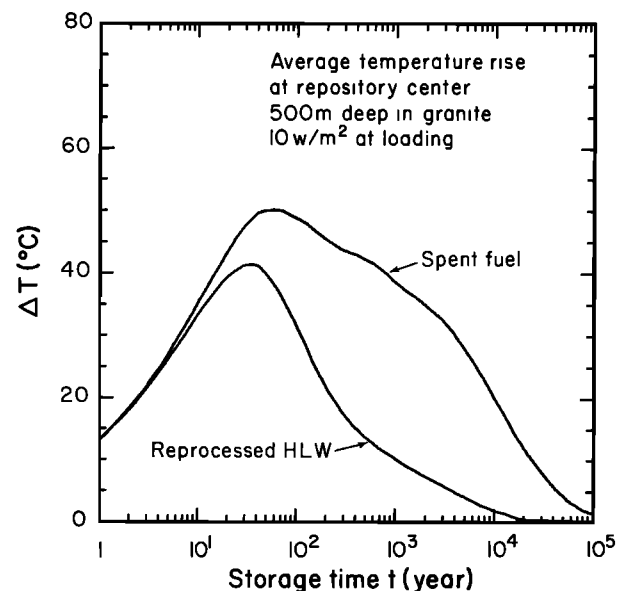 80
60
40
20
0
ΔT (°C)
Average temperature rise
at repository center
500m deep in granite
10 w/m² at loading
Spent fuel
Reprocessed HLW
1 10¹ 10² 10³ 10⁴ 10⁵
Storage time t (year)